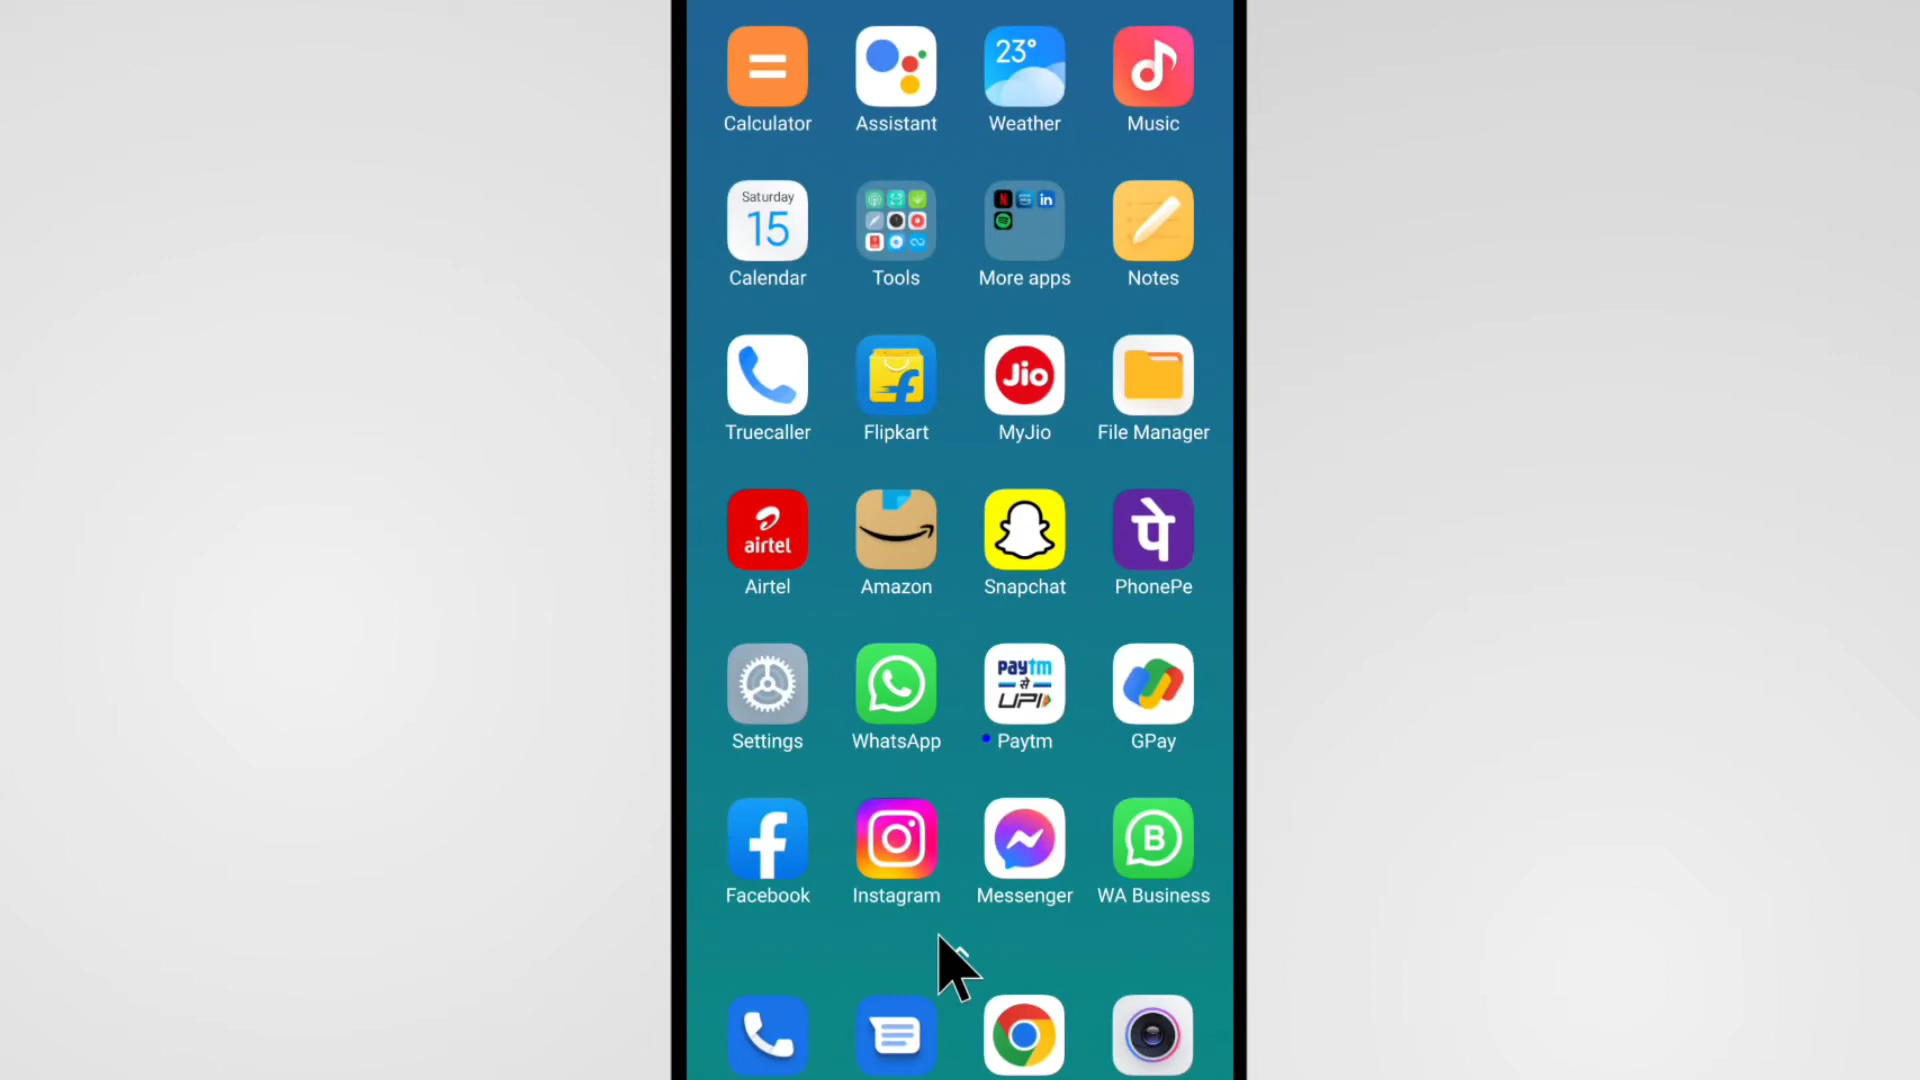 23°
Calculator Assistant Weather Music
Saturday
15
in
Calendar Tools More apps Notes
Jio
Truecaller Flipkart MyJio File Manager
airtel
पे
Airtel Amazon Snapchat PhonePe
paytm
से
UPI
Settings WhatsApp Paytm GPay
B
Facebook Instagram Messenger WA Business